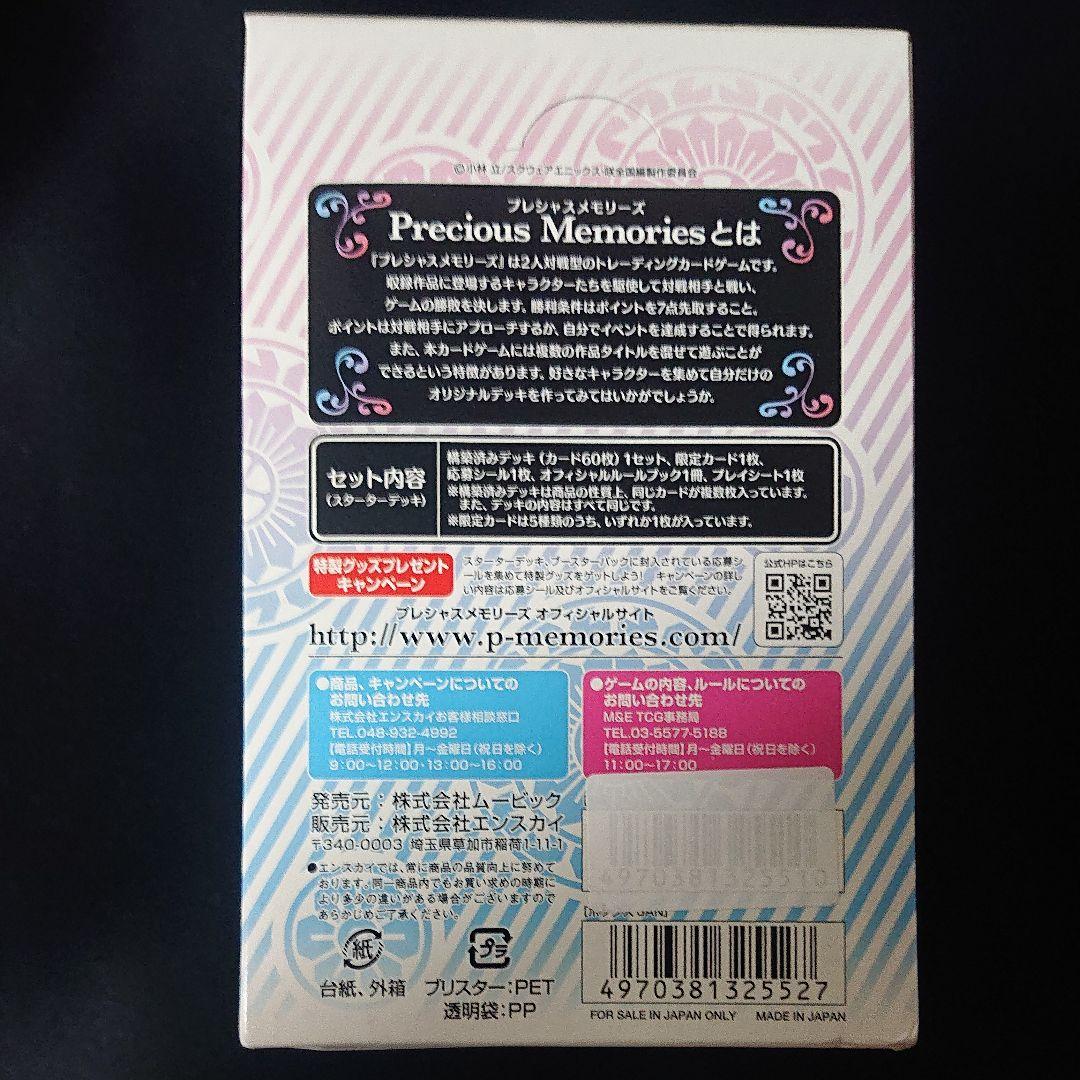 ©小林 立/スクウェアエニックス・咲全国編製作委員会
プレシャスメモリーズ
Precious Memoriesとは
『プレシャスメモリーズ』は2人対戦型のトレーディングカードゲームです。
収録作品に登場するキャラクターたちを駆使して対戦相手と戦い、
ゲームの勝敗を決します。勝利条件はポイントを7点先取すること。
ポイントは対戦相手にアプローチするか、自分でイベントを達成することで得られます。
また、本カードゲームには複数の作品タイトルを混ぜて遊ぶことが
できるという特徴があります。好きなキャラクターを集めて自分だけの
オリジナルデッキを作ってみてはいかがでしょうか。
セット内容
(スターターデッキ)
構築済みデッキ(カード60枚)1セット、限定カード1枚、
応募シール1枚、オフィシャルルールブック1冊、プレイシート1枚
※構築済みデッキは商品の性質上、同じカードが複数枚入っています。
また、デッキの内容はすべて同じです。
※限定カードは5種類のうち、いずれか1枚が入っています。
特製グッズプレゼント
キャンペーン
スターターデッキ、ブースターパックに封入されている応募シ
ールを集めて特製グッズをゲットしよう! キャンペーンの詳し
い内容は応募シール及びオフィシャルサイトをご覧ください。
公式HPはこちら
プレシャスメモリーズ オフィシャルサイト
http://www.p-memories.com/
●商品、キャンペーンについての
お問い合わせ先
株式会社エンスカイお客様相談窓口
TEL.048-932-4992
【電話受付時間】月～金曜日(祝日を除く)
9:00～12:00・13:00～16:00
●ゲームの内容、ルールについての
お問い合わせ先
M&E TCG事務局
TEL.03-5577-5188
【電話受付時間】月～金曜日(祝日を除く)
11:00～17:00
発売元:株式会社ムービック
販売元:株式会社エンスカイ
〒340-0003 埼玉県草加市稲荷1-11-1
●エンスカイでは、常に商品の品質向上に努めて
おります。同一商品内でもお買い求めの時期によ
り多少の違いがある場合がございますので
あらかじめご了承ください。
紙
プラ
台紙、外箱
ブリスター:PET
透明袋:PP
[ボックスJAN]
4970381325527
FOR SALE IN JAPAN ONLY
MADE IN JAPAN